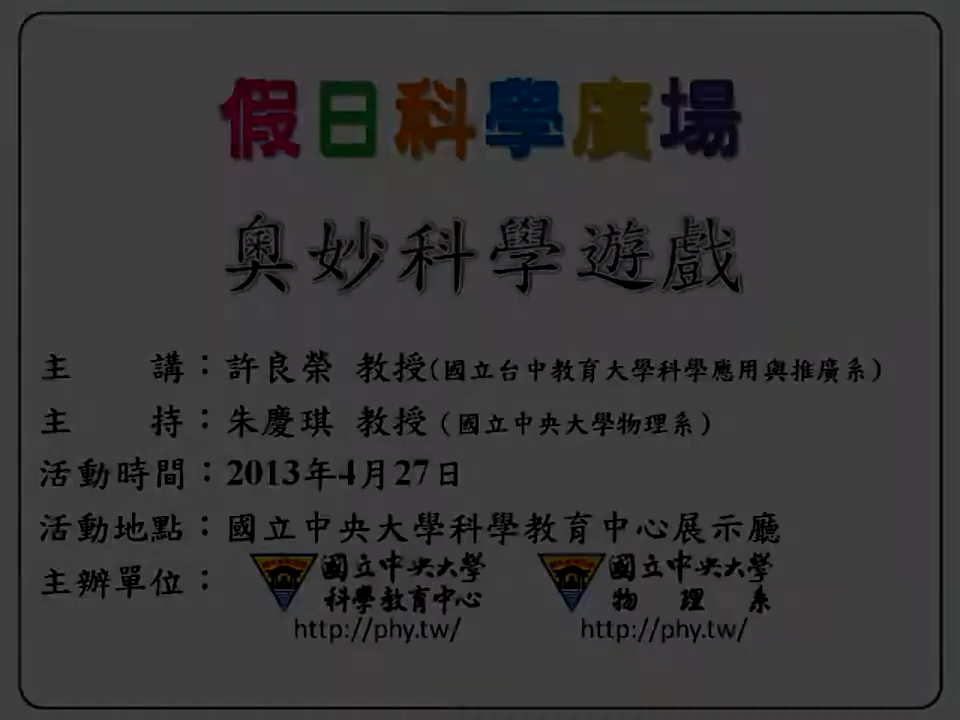 假日科學廣場
奧妙科學遊戲
主　　講：許良榮 教授(國立台中教育大學科學應用與推廣系)
主　　持：朱慶琪 教授(國立中央大學物理系)
活動時間：2013年4月27日
活動地點：國立中央大學科學教育中心展示廳
主辦單位：
國立中央大學
科學教育中心
http://phy.tw/
國立中央大學
物 理 系
http://phy.tw/